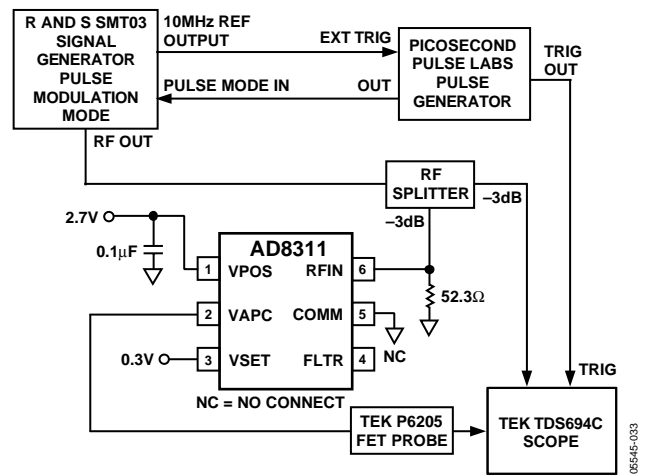 R AND S SMT03
SIGNAL
GENERATOR
PULSE
MODULATION
MODE
10MHz REF
OUTPUT
EXT TRIG
PULSE MODE IN
OUT
PICOSECOND
PULSE LABS
PULSE
GENERATOR
TRIG
OUT
RF OUT
RF
SPLITTER
–3dB
–3dB
2.7V
0.1μF
AD8311
1 VPOS
RFIN 6
2 VAPC
COMM 5
3 VSET
FLTR 4
52.3Ω
NC
0.3V
NC = NO CONNECT
TRIG
TEK P6205
FET PROBE
TEK TDS694C
SCOPE
05545-033